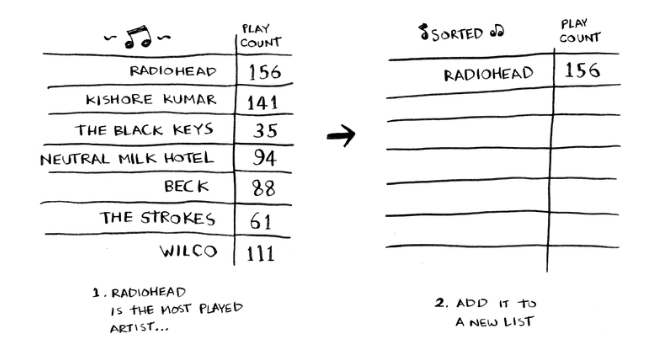 PLAY
COUNT
RADIOHEAD 156
KISHORE KUMAR 141
THE BLACK KEYS 35
NEUTRAL MILK HOTEL 94
BECK 88
THE STROKES 61
WILCO 111
1. RADIOHEAD
IS THE MOST PLAYED
ARTIST...
SORTED
PLAY
COUNT
RADIOHEAD 156
2. ADD IT TO
A NEW LIST